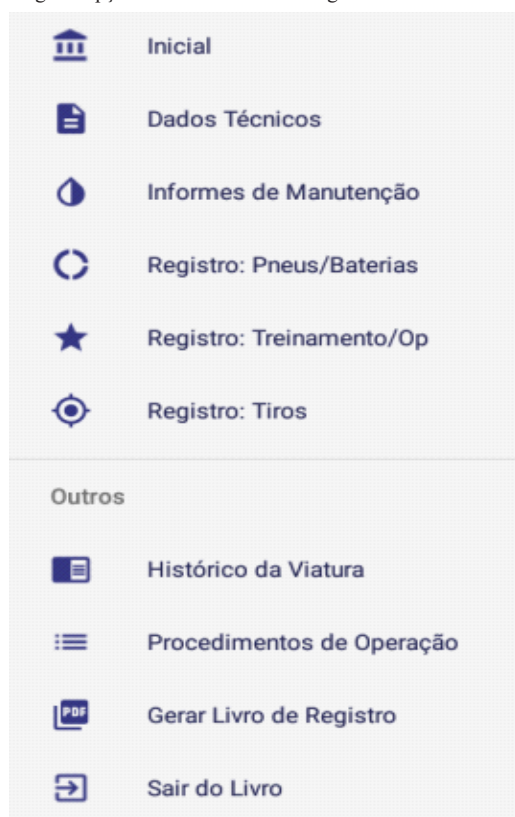 Inicial
Dados Técnicos
Informes de Manutenção
Registro: Pneus/Baterias
Registro: Treinamento/Op
Registro: Tiros
Outros
Histórico da Viatura
Procedimentos de Operação
PDF Gerar Livro de Registro
Sair do Livro